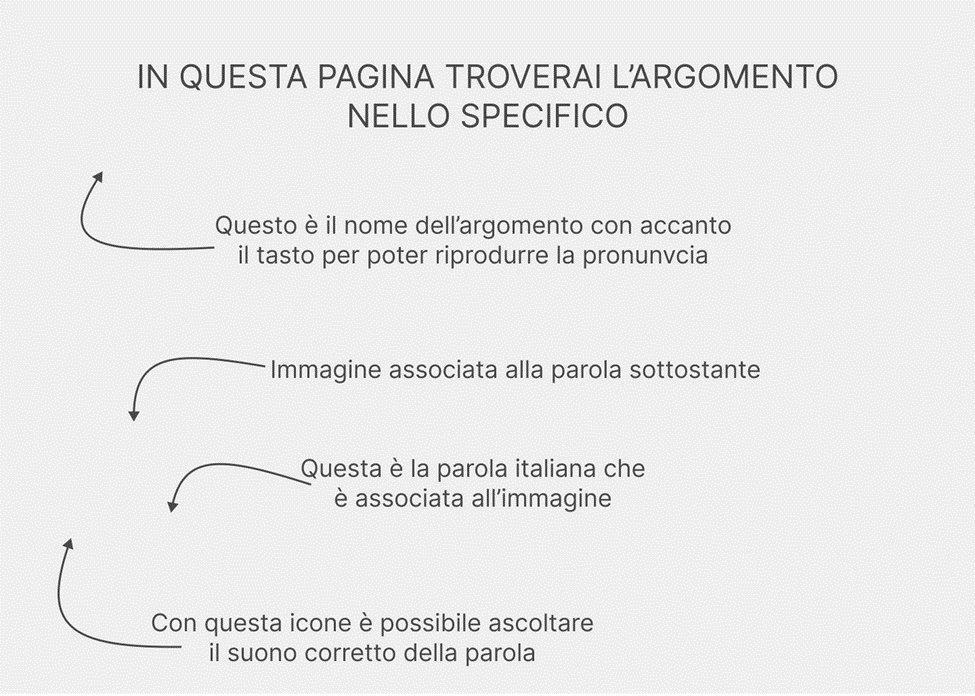 IN QUESTA PAGINA TROVERAI L’ARGOMENTO
NELLO SPECIFICO
Questo è il nome dell’argomento con accanto
il tasto per poter riprodurre la pronunvcia
Immagine associata alla parola sottostante
Questa è la parola italiana che
è associata all’immagine
Con questa icone è possibile ascoltare
il suono corretto della parola